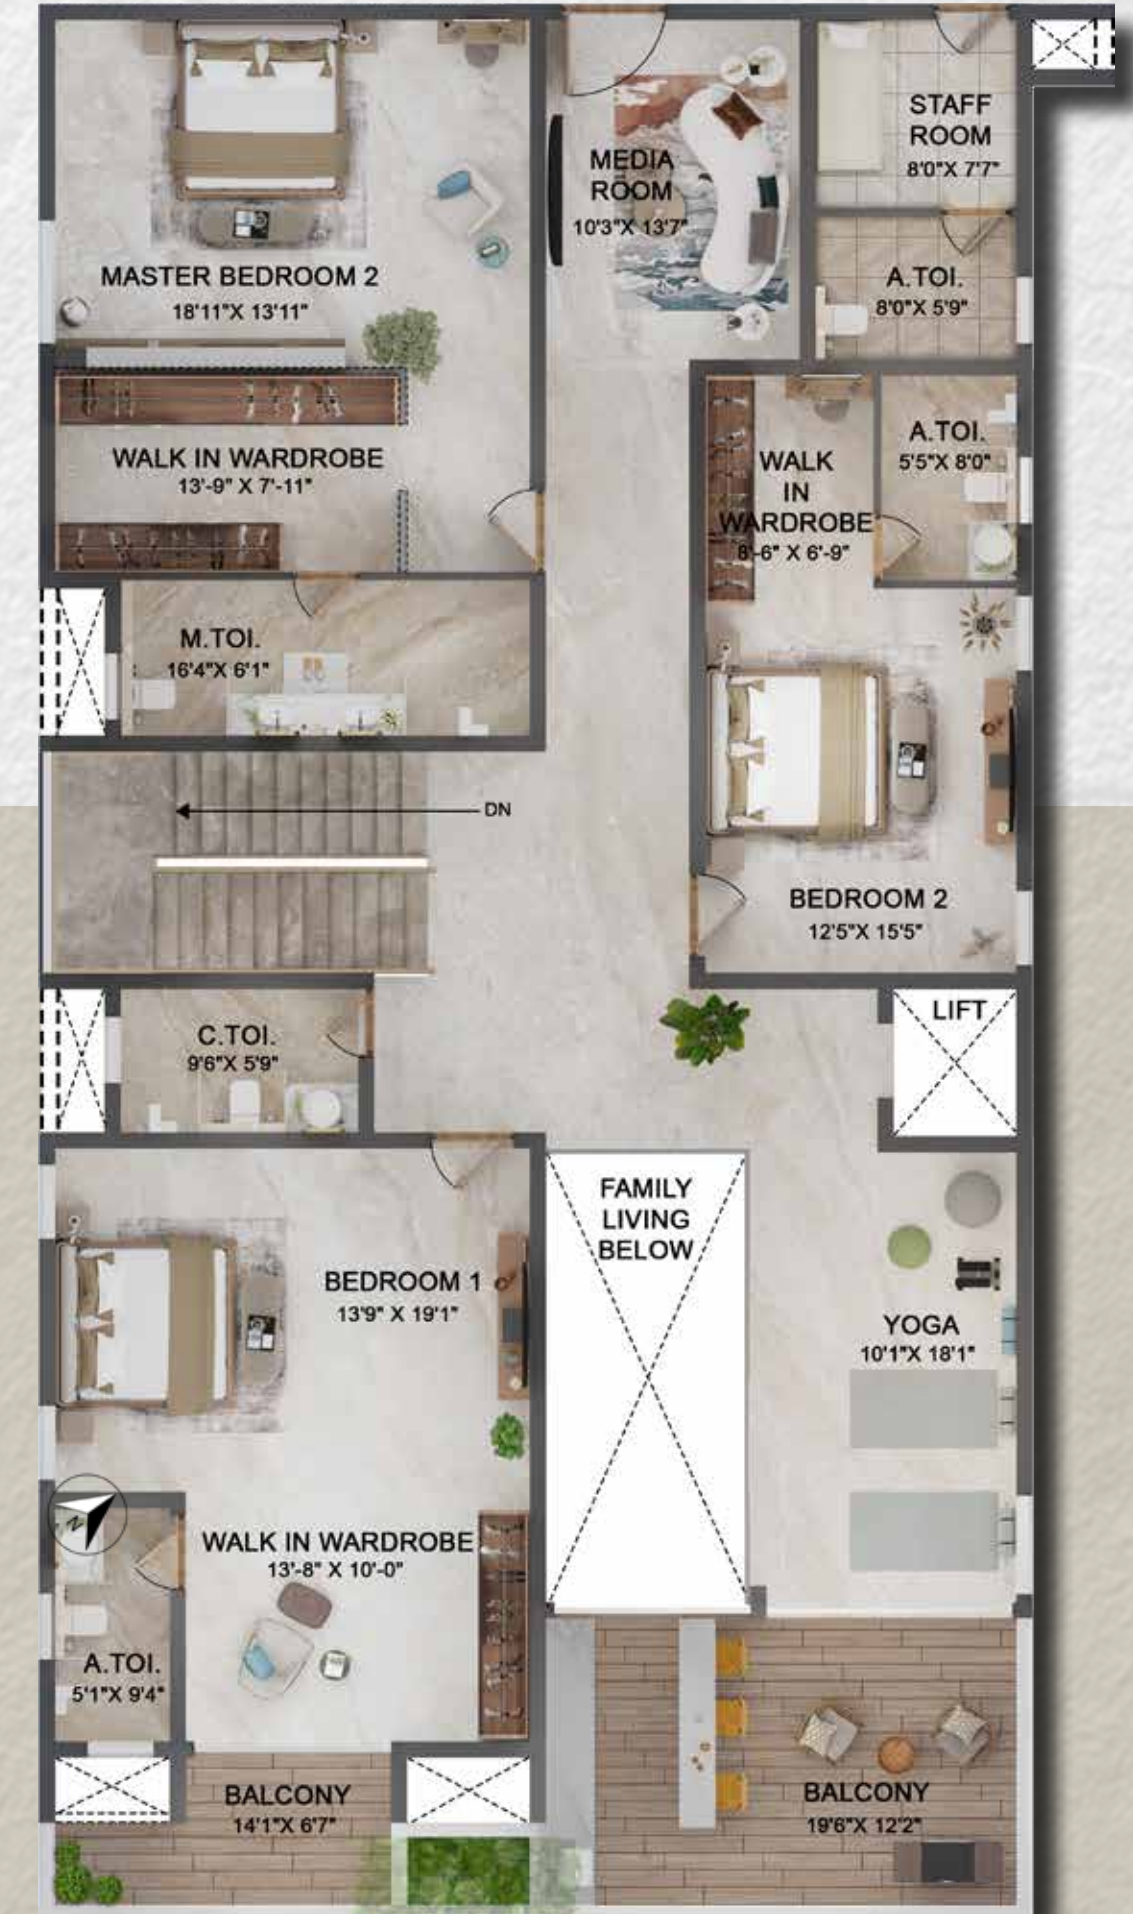 STAFF
ROOM
8'0"X 7'7"
MEDIA
ROOM
10'3"X 13'7"
MASTER BEDROOM 2
18'11"X 13'11"
A.TOI.
8'0"X 5'9"
WALK IN WARDROBE
13'-9" X 7'-11"
WALK
IN
WARDROBE
8'-6" X 6'-9"
A.TOI.
5'5"X 8'0"
M.TOI.
16'4"X 6'1"
DN
BEDROOM 2
12'5"X 15'5"
C.TOI.
9'6"X 5'9"
LIFT
FAMILY
LIVING
BELOW
BEDROOM 1
13'9" X 19'1"
YOGA
10'1"X 18'1"
N
WALK IN WARDROBE
13'-8" X 10'-0"
A.TOI.
5'1"X 9'4"
BALCONY
14'1"X 6'7"
BALCONY
19'6"X 12'2"